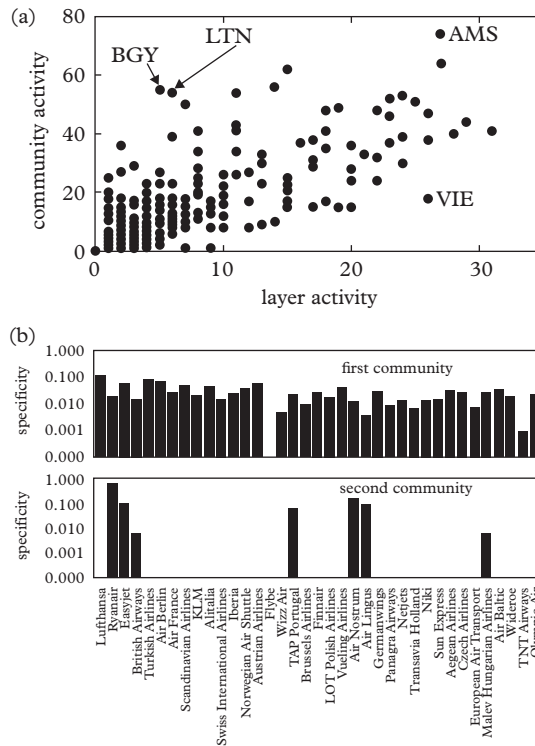 (a)
80
60
40
20
0
community activity
BGY
LTN
AMS
VIE
0
10
20
30
layer activity
(b)
1.000
0.100
0.010
0.001
0.000
specificity
first community
1.000
0.100
0.010
0.001
0.000
specificity
second community
Lufthansa
Ryanair
Easyjet
British Airways
Turkish Airlines
Air Berlin
Air France
Scandinavian Airlines
KLM
Alitalia
Swiss International Airlines
Iberia
Norwegian Air Shuttle
Austrian Airlines
Flybe
Wizz Air
TAP Portugal
Brussels Airlines
Finnair
LOT Polish Airlines
Vueling Airlines
Air Nostrum
Air Lingus
Germanwings
Panagra Airways
Netjets
Transavia Holland
Niki
Sun Express
Aegean Airlines
Czech Airlines
European Air Transport
Malev Hungarian Airlines
Air Baltic
Wideroe
TNT Airways